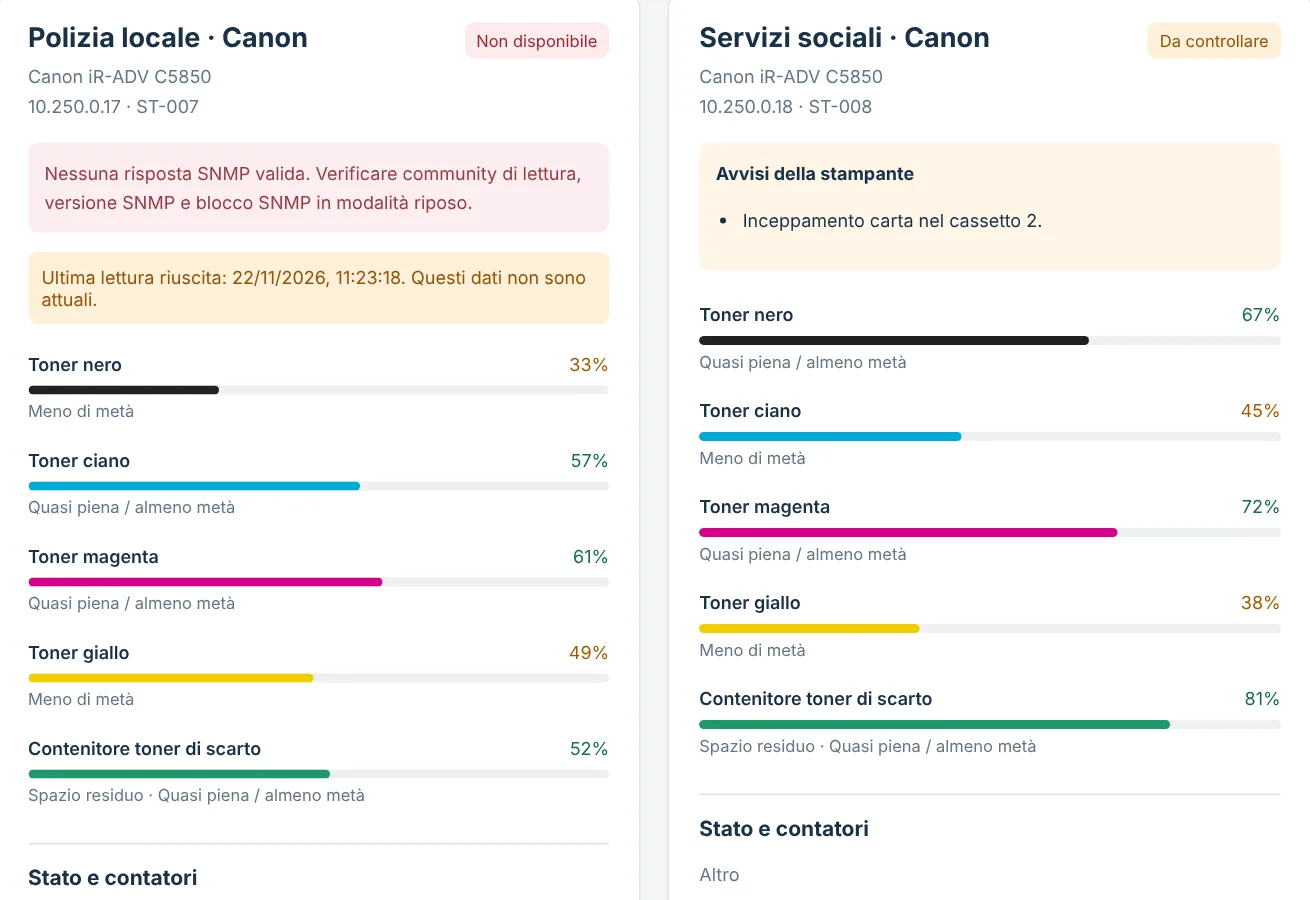 Polizia locale · Canon
Non disponibile
Canon iR-ADV C5850
10.250.0.17 · ST-007
Nessuna risposta SNMP valida. Verificare community di lettura,
versione SNMP e blocco SNMP in modalità riposo.
Ultima lettura riuscita: 22/11/2026, 11:23:18. Questi dati non sono
attuali.
Toner nero
33%
Meno di metà
Toner ciano
57%
Quasi piena / almeno metà
Toner magenta
61%
Quasi piena / almeno metà
Toner giallo
49%
Meno di metà
Contenitore toner di scarto
52%
Spazio residuo · Quasi piena / almeno metà
Stato e contatori
Servizi sociali · Canon
Da controllare
Canon iR-ADV C5850
10.250.0.18 · ST-008
Avvisi della stampante
• Inceppamento carta nel cassetto 2.
Toner nero
67%
Quasi piena / almeno metà
Toner ciano
45%
Meno di metà
Toner magenta
72%
Quasi piena / almeno metà
Toner giallo
38%
Meno di metà
Contenitore toner di scarto
81%
Spazio residuo · Quasi piena / almeno metà
Stato e contatori
Altro